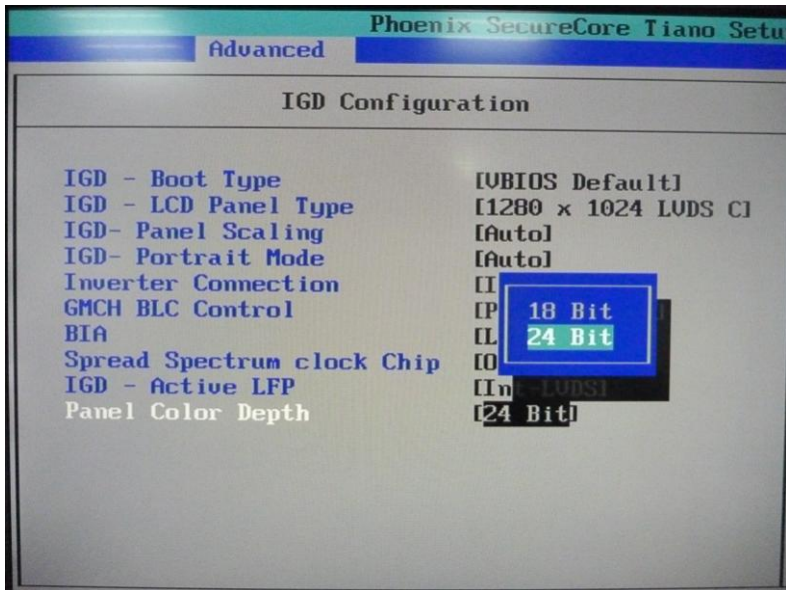 Phoenix SecureCore Tiano Setu
Advanced
IGD Configuration
IGD - Boot Type [VBIOS Default]
IGD - LCD Panel Type [1280 x 1024 LVDS C]
IGD- Panel Scaling [Auto]
IGD- Portrait Mode [Auto]
Inverter Connection [I
GMCH BLC Control [P 18 Bit ]
BIA [L 24 Bit
Spread Spectrum clock Chip [O
IGD - Active LFP [Int-LVDS]
Panel Color Depth [24 Bit]